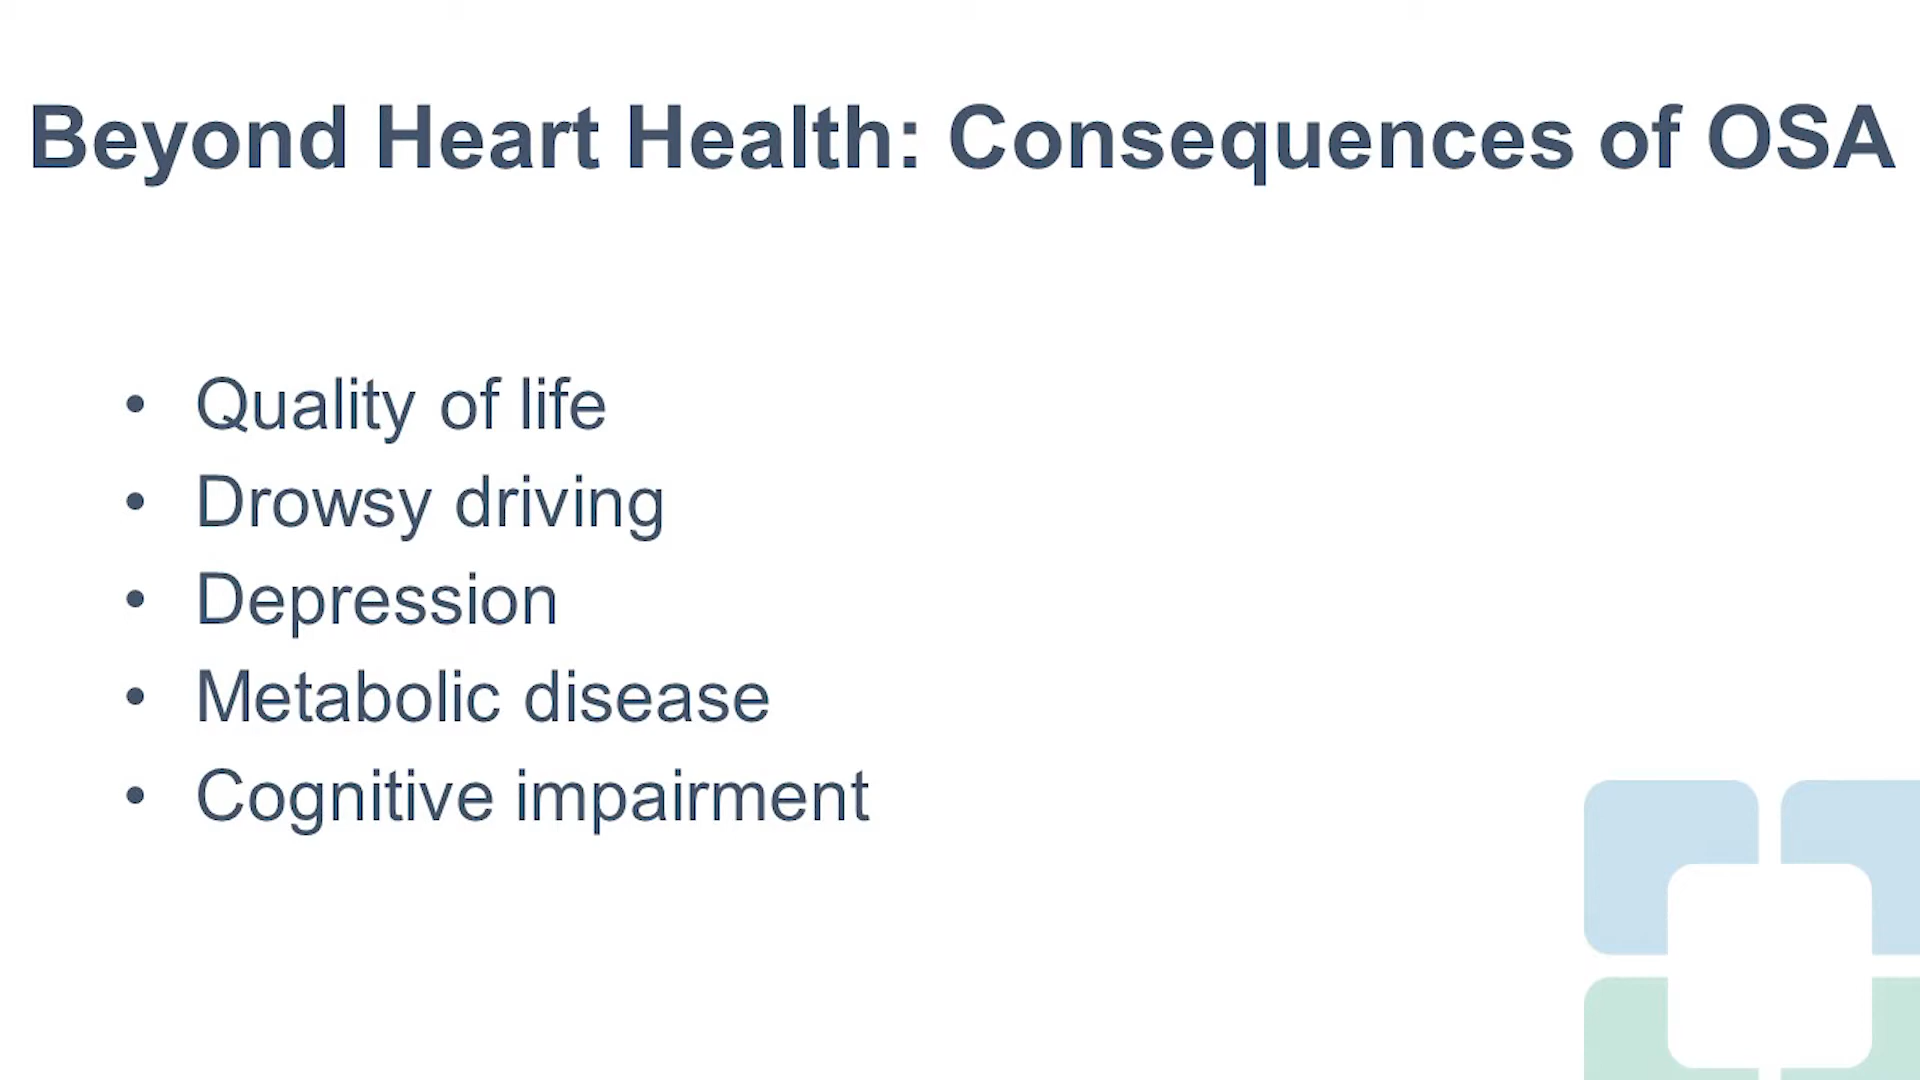 Beyond Heart Health: Consequences of OSA
• Quality of life
• Drowsy driving
• Depression
• Metabolic disease
• Cognitive impairment